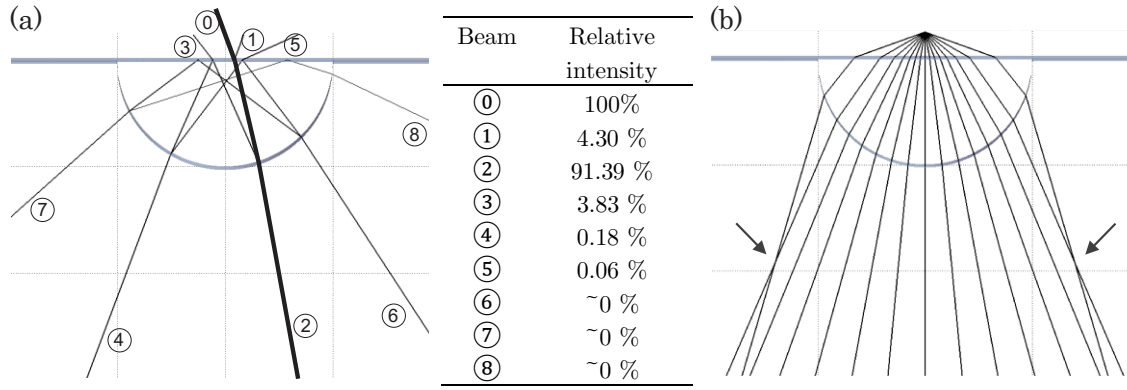 (a)
⓪
①
③
⑤
⑧
⑦
⑥
②
④
Beam Relative
intensity
⓪ 100%
① 4.30 %
② 91.39 %
③ 3.83 %
④ 0.18 %
⑤ 0.06 %
⑥ ~0 %
⑦ ~0 %
⑧ ~0 %
(b)